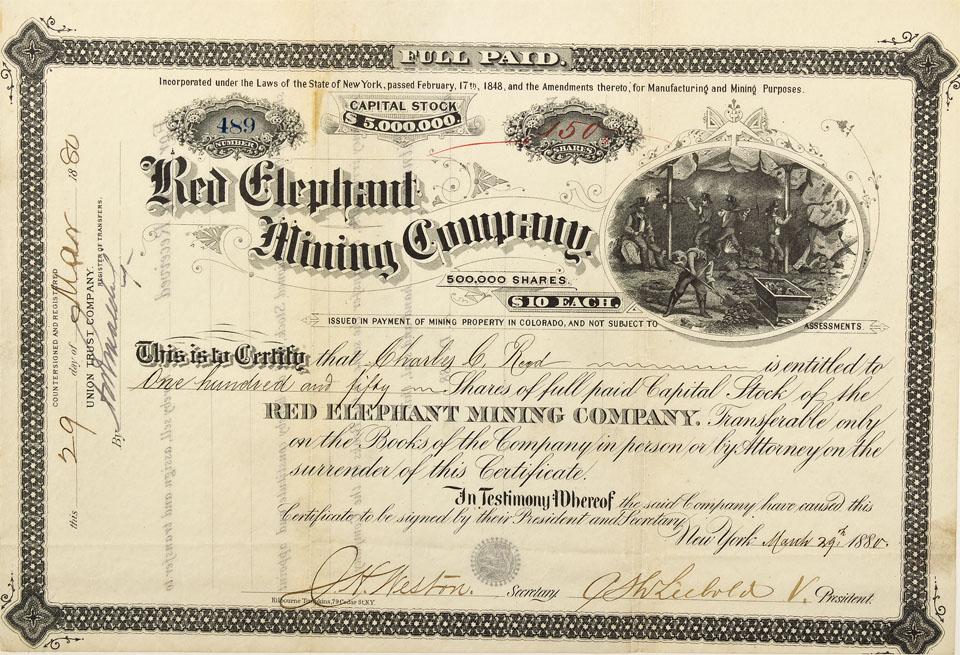 FULL PAID.
Incorporated under the Laws of the State of New York, passed February, 17th, 1848, and the Amendments thereto, for Manufacturing and Mining Purposes.
489
NUMBER
CAPITAL STOCK
$5,000,000.
150
SHARES
Red Elephant
Mining Company.
500,000 SHARES.
$10 EACH.
ISSUED IN PAYMENT OF MINING PROPERTY IN COLORADO, AND NOT SUBJECT TO ASSESSMENTS.
This is to Certify that Charles C. Reed is entitled to
One hundred and fifty Shares of full paid Capital Stock of the
RED ELEPHANT MINING COMPANY. Transferable only
on the Books of the Company in person or by Attorney on the
surrender of this Certificate.
In Testimony Whereof the said Company have caused this
Certificate to be signed by their President and Secretary,
New York March 29th 1880.
Secretary
V. President.
Kilbourne Tompkins, 79 Cedar St. N.Y.
COUNTERSIGNED AND REGISTERED
this 29 day of Mar 1880
UNION TRUST COMPANY.
By
REGISTER OF TRANSFERS.